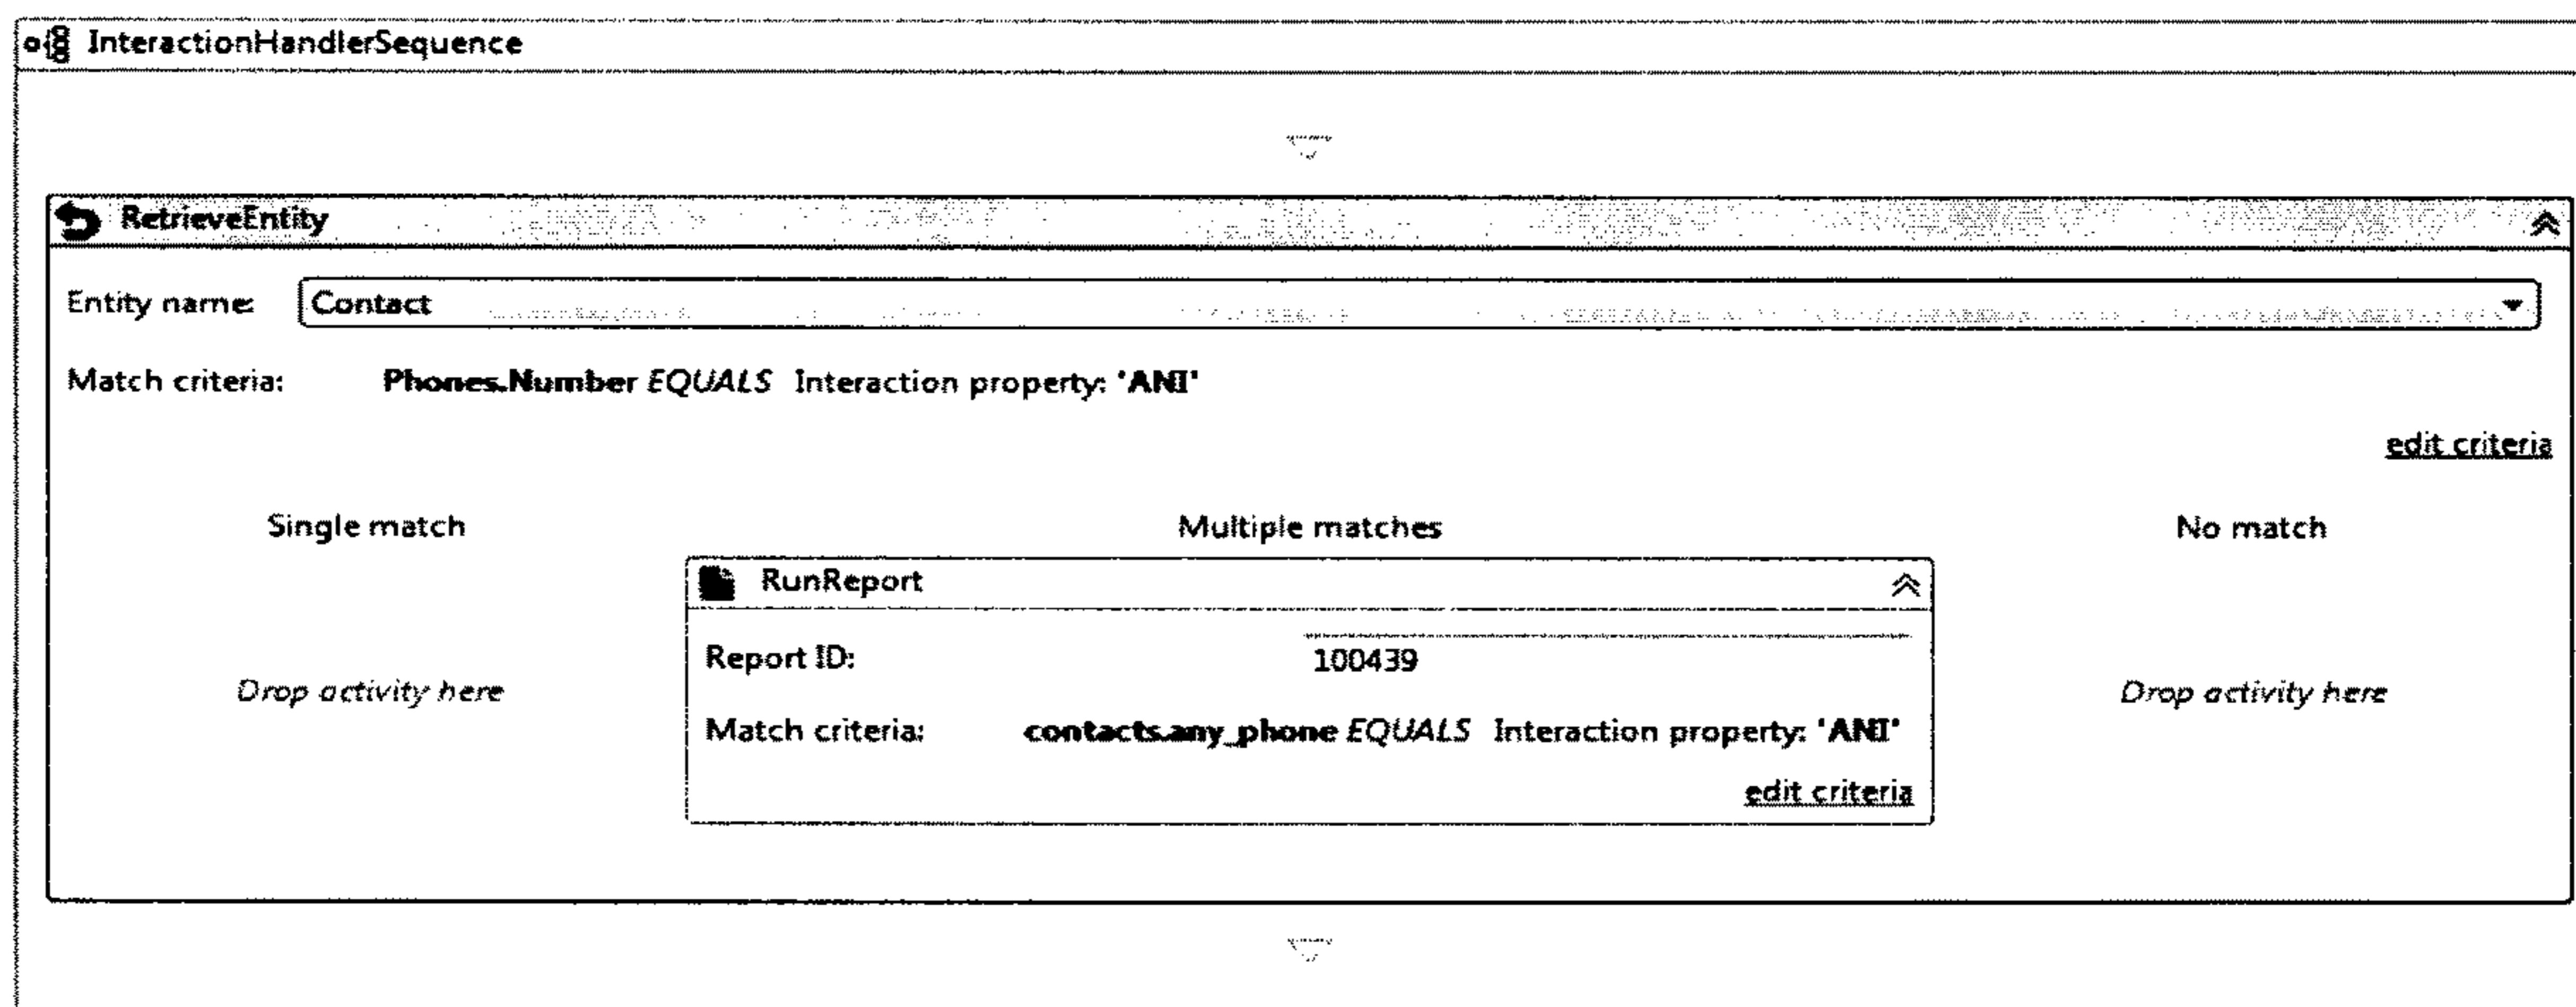 InteractionHandlerSequence
RetrieveEntity
Entity name: Contact
Match criteria: Phones.Number EQUALS Interaction property: 'ANI'
edit criteria
Single match Multiple matches No match
RunReport
Report ID: 100439
Drop activity here Drop activity here
Match criteria: contacts.any_phone EQUALS Interaction property: 'ANI'
edit criteria